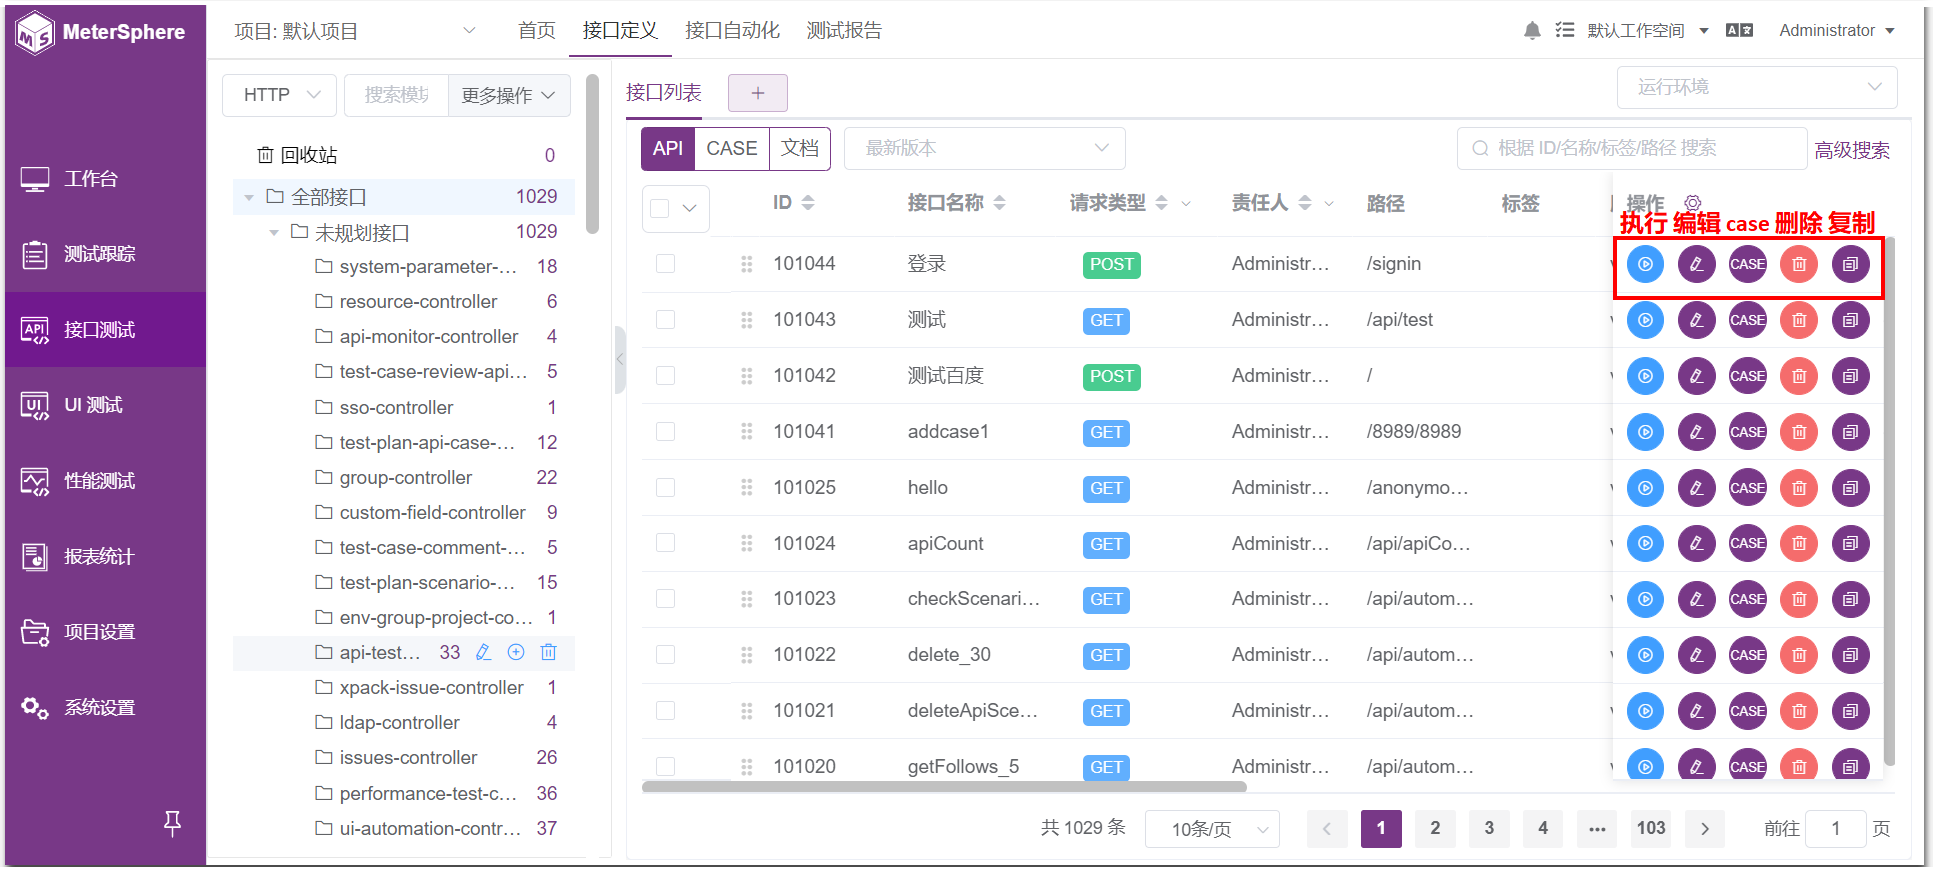 MeterSphere
项目: 默认项目
首页
接口定义
接口自动化
测试报告
默认工作空间
Administrator
工作台
测试跟踪
接口测试
UI 测试
性能测试
报表统计
项目设置
系统设置
HTTP
搜索模块
更多操作
回收站 0
全部接口 1029
未规划接口 1029
system-parameter-... 18
resource-controller 6
api-monitor-controller 4
test-case-review-api... 5
sso-controller 1
test-plan-api-case-... 12
group-controller 22
custom-field-controller 9
test-case-comment-... 5
test-plan-scenario-... 15
env-group-project-co... 1
api-test... 33
xpack-issue-controller 1
ldap-controller 4
issues-controller 26
performance-test-c... 36
ui-automation-contr... 37
接口列表
+
运行环境
API CASE 文档
最新版本
根据 ID/名称/标签/路径 搜索
高级搜索
ID 接口名称 请求类型 责任人 路径 标签 操作
执行 编辑 case 删除 复制
101044 登录 POST Administr... /signin CASE
101043 测试 GET Administr... /api/test CASE
101042 测试百度 POST Administr... / CASE
101041 addcase1 GET Administr... /8989/8989 CASE
101025 hello GET Administr... /anonymo... CASE
101024 apiCount GET Administr... /api/apiCo... CASE
101023 checkScenari... GET Administr... /api/autom... CASE
101022 delete_30 GET Administr... /api/autom... CASE
101021 deleteApiSce... GET Administr... /api/autom... CASE
101020 getFollows_5 GET Administr... /api/autom... CASE
共 1029 条 10条/页 1 2 3 4 ... 103 前往 1 页